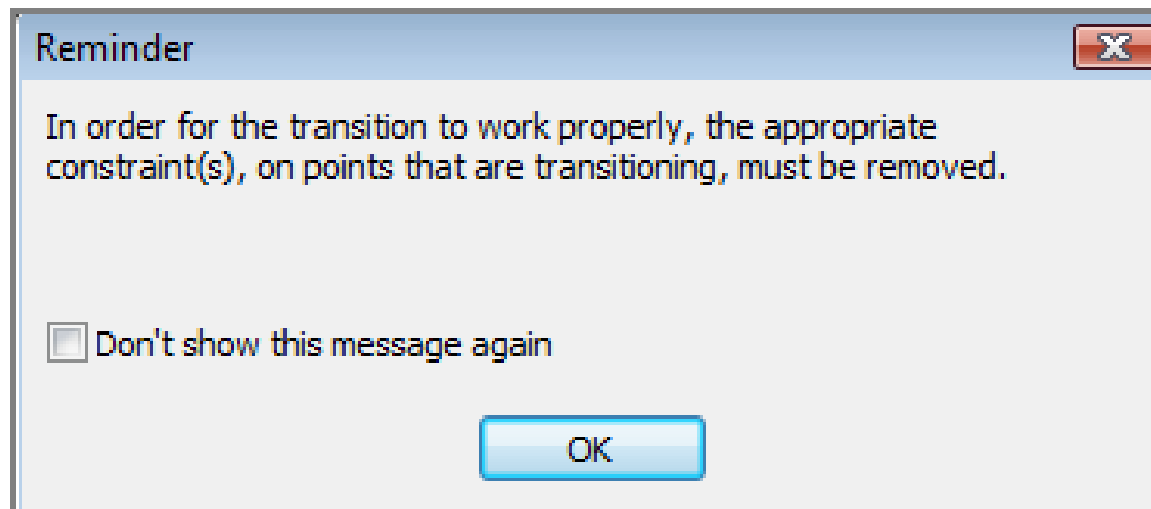 Reminder
In order for the transition to work properly, the appropriate
constraint(s), on points that are transitioning, must be removed.
Don't show this message again
OK